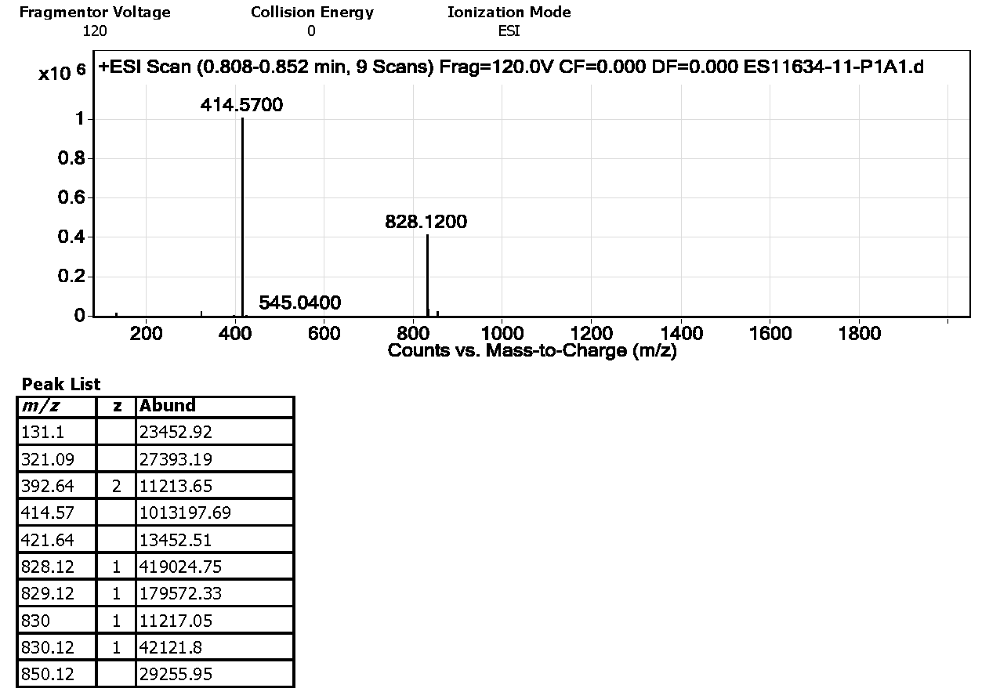 Fragmentor Voltage Collision Energy Ionization Mode
120 0 ESI
x10 6 +ESI Scan (0.808-0.852 min, 9 Scans) Frag=120.0V CF=0.000 DF=0.000 ES11634-11-P1A1.d
414.5700
1
0.8
0.6
828.1200
0.4
0.2
545.0400
0
200 400 600 800 1000 1200 1400 1600 1800
Counts vs. Mass-to-Charge (m/z)
Peak List
m/z z Abund
131.1 23452.92
321.09 27393.19
392.64 2 11213.65
414.57 1013197.69
421.64 13452.51
828.12 1 419024.75
829.12 1 179572.33
830 1 11217.05
830.12 1 42121.8
850.12 29255.95